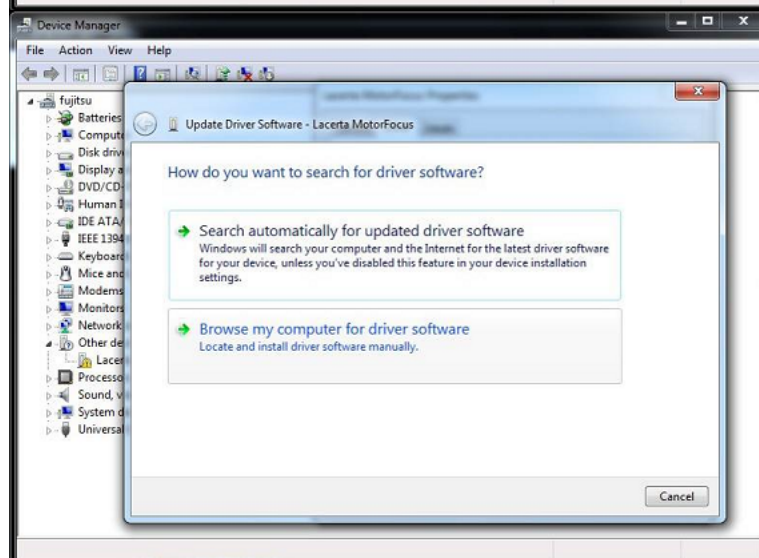 Device Manager
File Action View Help
fujitsu
Batteries
Update Driver Software - Lacerta MotorFocus
Disk driv
Display a
How do you want to search for driver software?
DVD/CD-
Human I
IDE ATA/
Search automatically for updated driver software
IEEE 1394
Windows will search your computer and the Internet for the latest driver software
Keyboard
for your device, unless you've disabled this feature in your device installation
Mice and
settings.
Modems
Monitors
Network
Browse my computer for driver software
Other de
Locate and install driver software manually.
Lacer
Processo
Sound, v
System d
Universal
Cancel